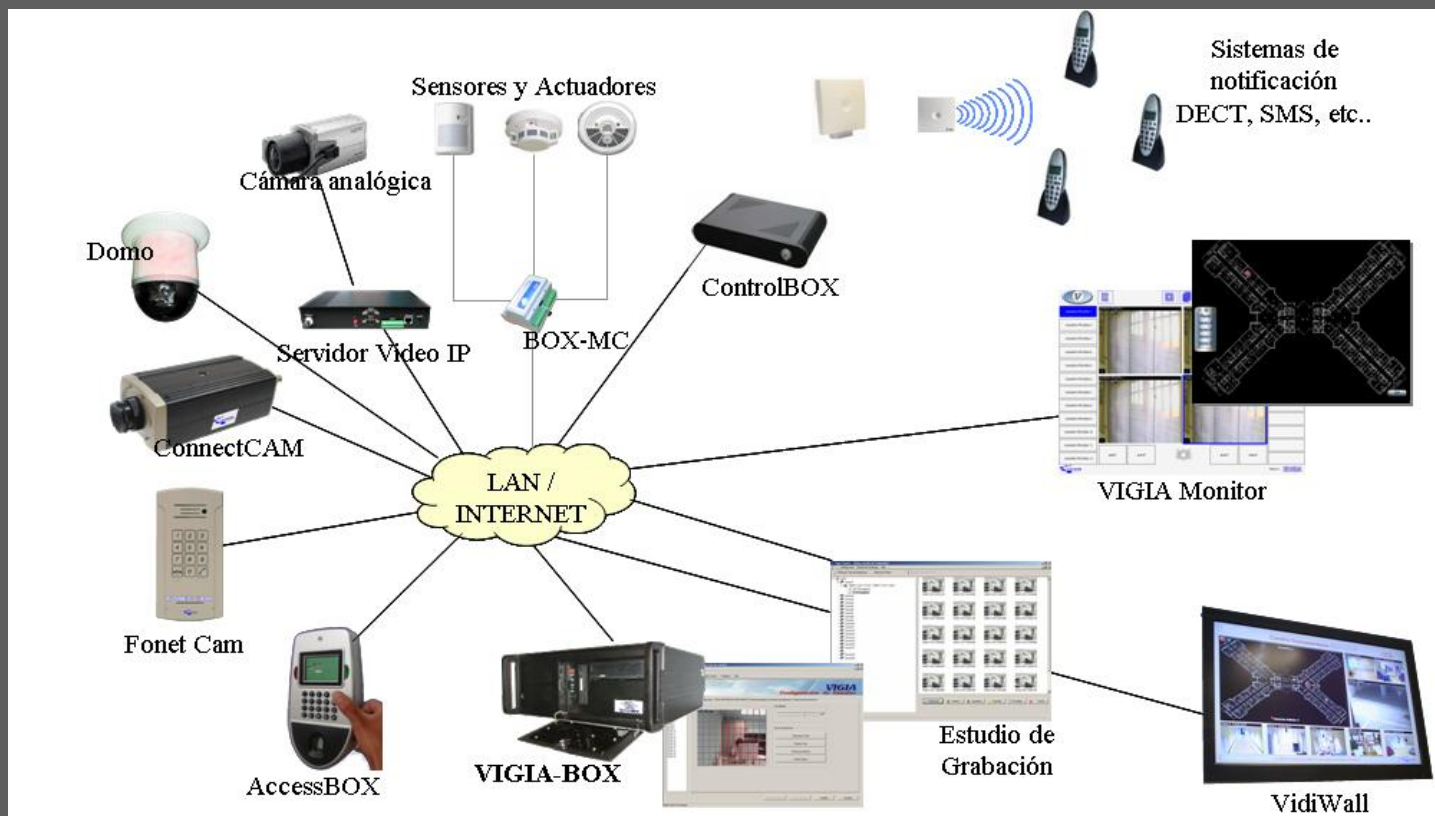 Sistemas de
notificación
DECT, SMS, etc..
Sensores y Actuadores
Cámara analógica
Domo
ControlBOX
Servidor Video IP
BOX-MC
ConnectCAM
LAN /
INTERNET
VIGIA Monitor
Fonet Cam
VIGIA
Estudio de
Grabación
AccessBOX
VIGIA-BOX
VidiWall